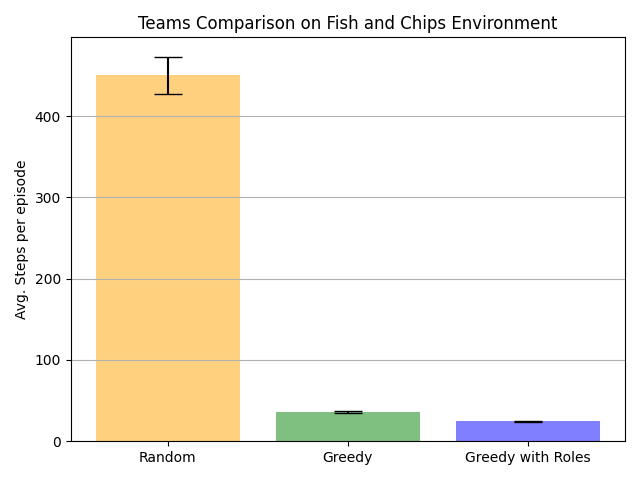 Teams Comparison on Fish and Chips Environment
Avg. Steps per episode
400
300
200
100
0
Random
Greedy
Greedy with Roles